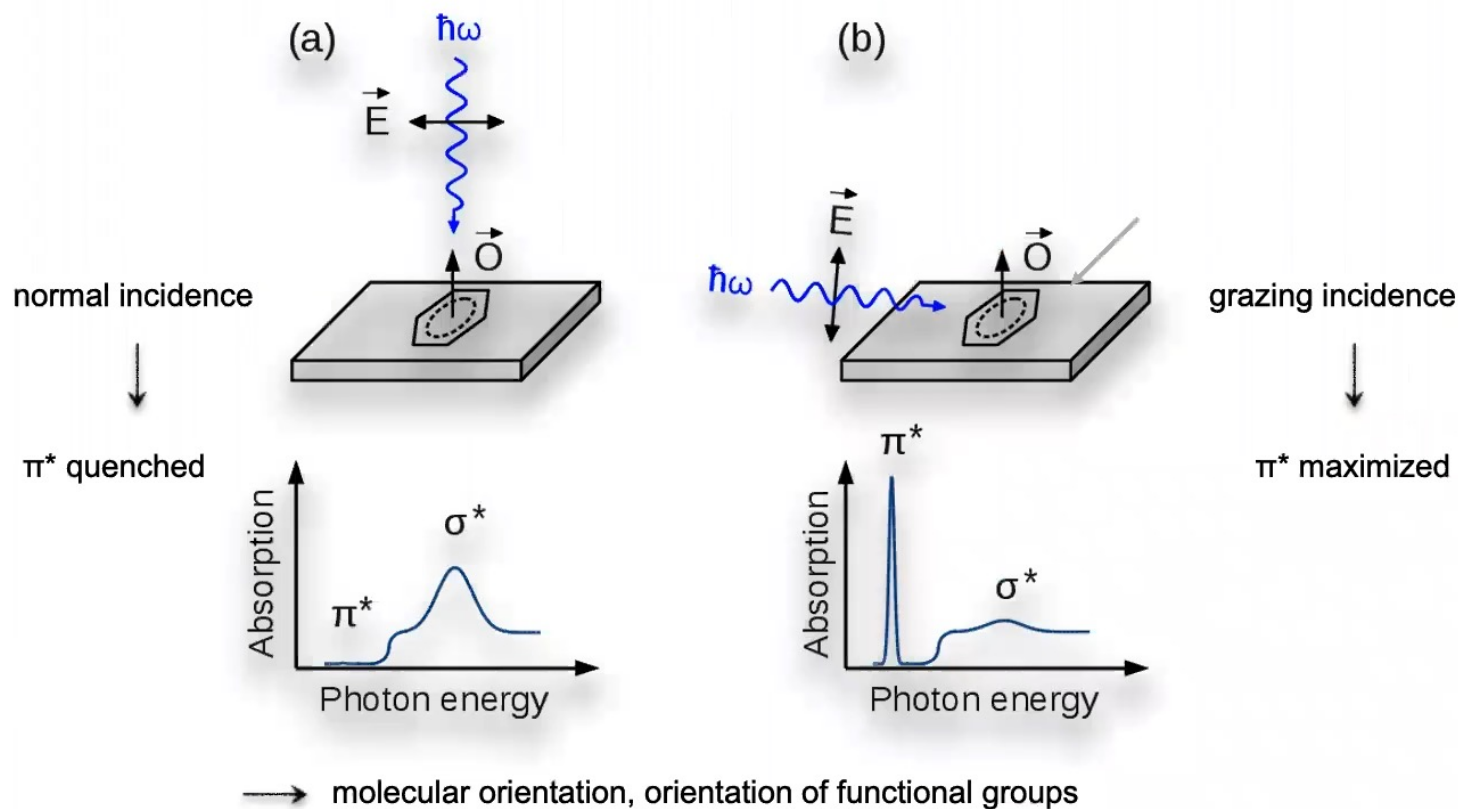 (a)
ħω
E
O
normal incidence
π* quenched
Absorption
π*
σ*
Photon energy
(b)
E
ħω
O
grazing incidence
π* maximized
Absorption
π*
σ*
Photon energy
molecular orientation, orientation of functional groups